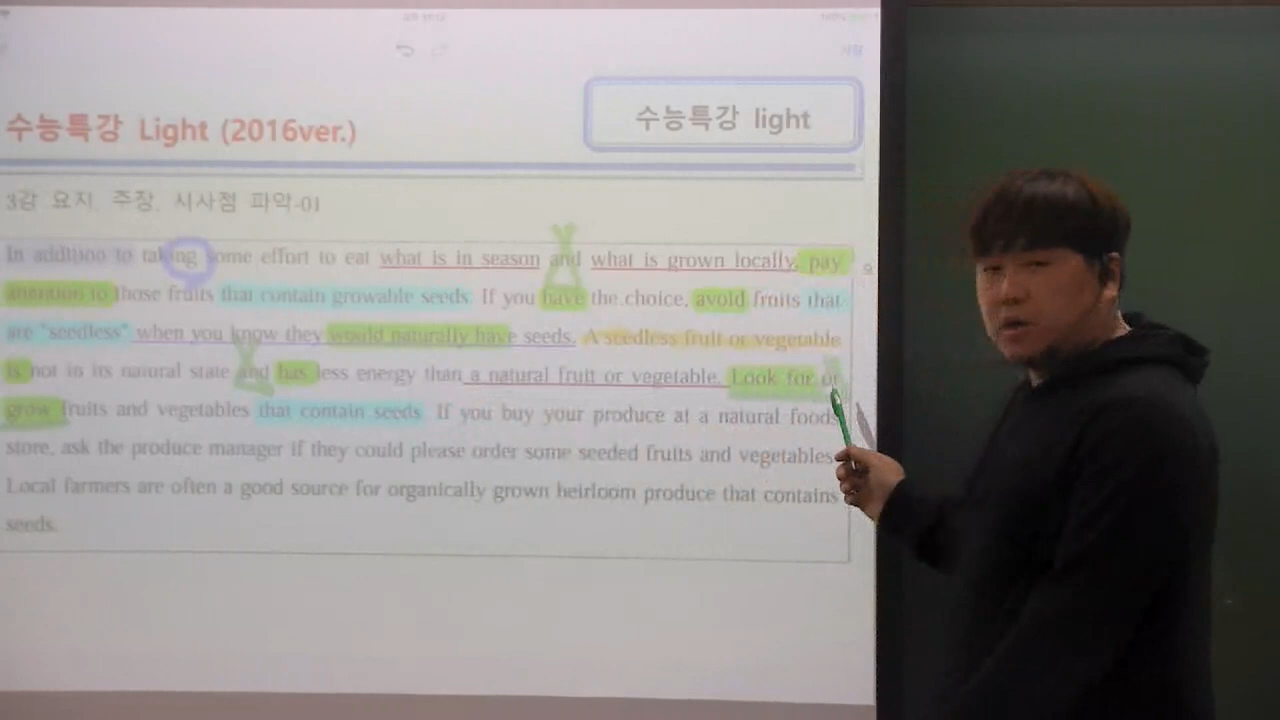 수능특강 Light (2016ver.)
수능특강 light
3강 요지, 주장, 시사점 파악-01
In addition to taking some effort to eat what is in season and what is grown locally, pay
attention to those fruits that contain growable seeds. If you have the choice, avoid fruits that
are "seedless" when you know they would naturally have seeds. A seedless fruit or vegetable
is not in its natural state and has less energy than a natural fruit or vegetable. Look for or
grow fruits and vegetables that contain seeds. If you buy your produce at a natural foods
store, ask the produce manager if they could please order some seeded fruits and vegetables.
Local farmers are often a good source for organically grown heirloom produce that contains
seeds.